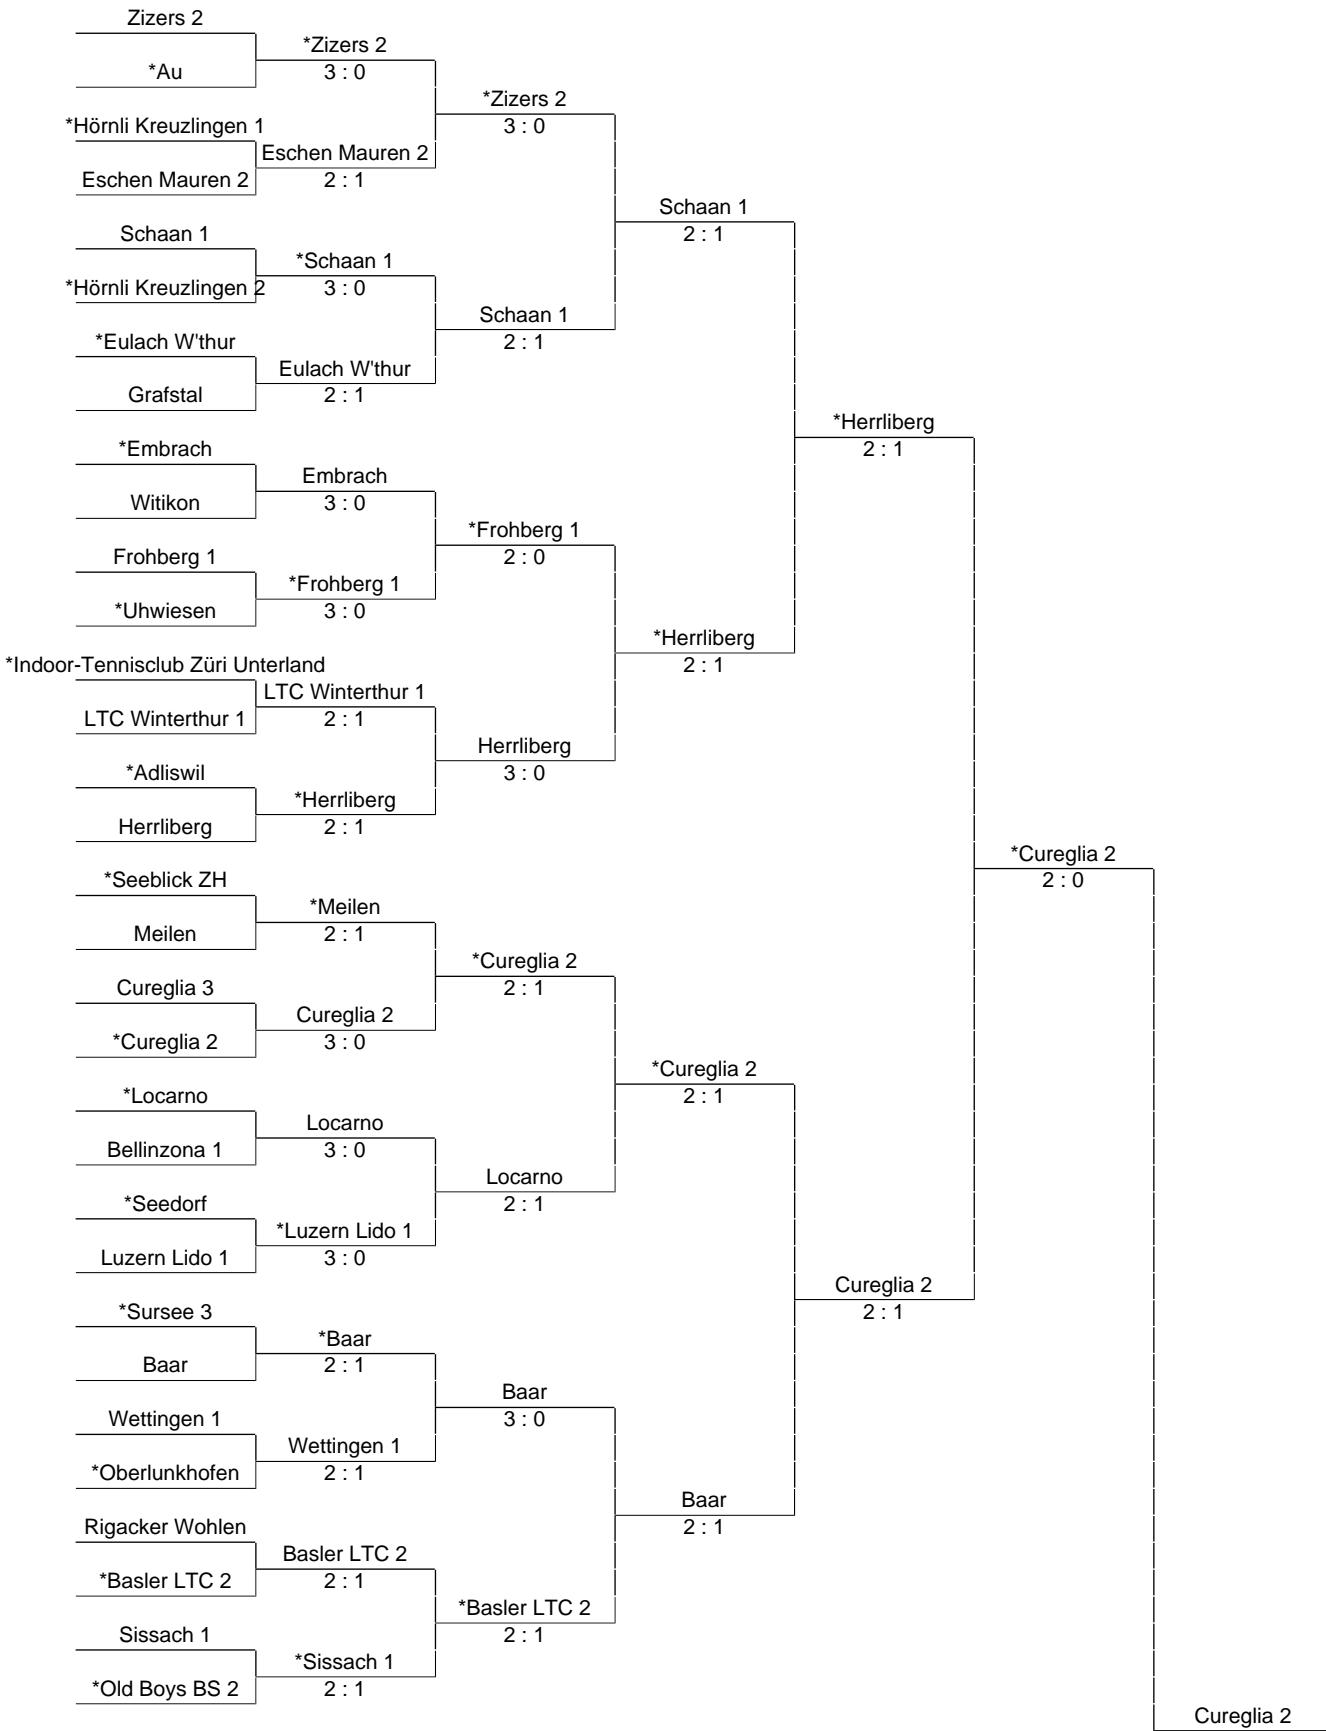 Zizers 2
*Zizers 2
*Au
3 : 0
*Zizers 2
*Hörnli Kreuzlingen 1
3 : 0
Eschen Mauren 2
Eschen Mauren 2
2 : 1
Schaan 1
Schaan 1
2 : 1
*Schaan 1
*Hörnli Kreuzlingen 2
3 : 0
Schaan 1
*Eulach W'thur
2 : 1
Eulach W'thur
Grafstal
2 : 1
*Herrliberg
*Embrach
2 : 1
Embrach
Witikon
3 : 0
*Frohberg 1
Frohberg 1
2 : 0
*Frohberg 1
*Uhwiesen
3 : 0
*Herrliberg
*Indoor-Tennisclub Züri Unterland
2 : 1
LTC Winterthur 1
LTC Winterthur 1
2 : 1
Herrliberg
*Adliswil
3 : 0
*Herrliberg
Herrliberg
2 : 1
*Cureglia 2
*Seeblick ZH
2 : 0
*Meilen
Meilen
2 : 1
*Cureglia 2
Cureglia 3
2 : 1
Cureglia 2
*Cureglia 2
3 : 0
*Cureglia 2
*Locarno
2 : 1
Locarno
Bellinzona 1
3 : 0
Locarno
*Seedorf
2 : 1
*Luzern Lido 1
Luzern Lido 1
3 : 0
Cureglia 2
*Sursee 3
2 : 1
*Baar
Baar
2 : 1
Baar
Wettingen 1
3 : 0
Wettingen 1
*Oberlunkhofen
2 : 1
Baar
Rigacker Wohlen
2 : 1
Basler LTC 2
*Basler LTC 2
2 : 1
*Basler LTC 2
Sissach 1
2 : 1
*Sissach 1
*Old Boys BS 2
2 : 1
Cureglia 2